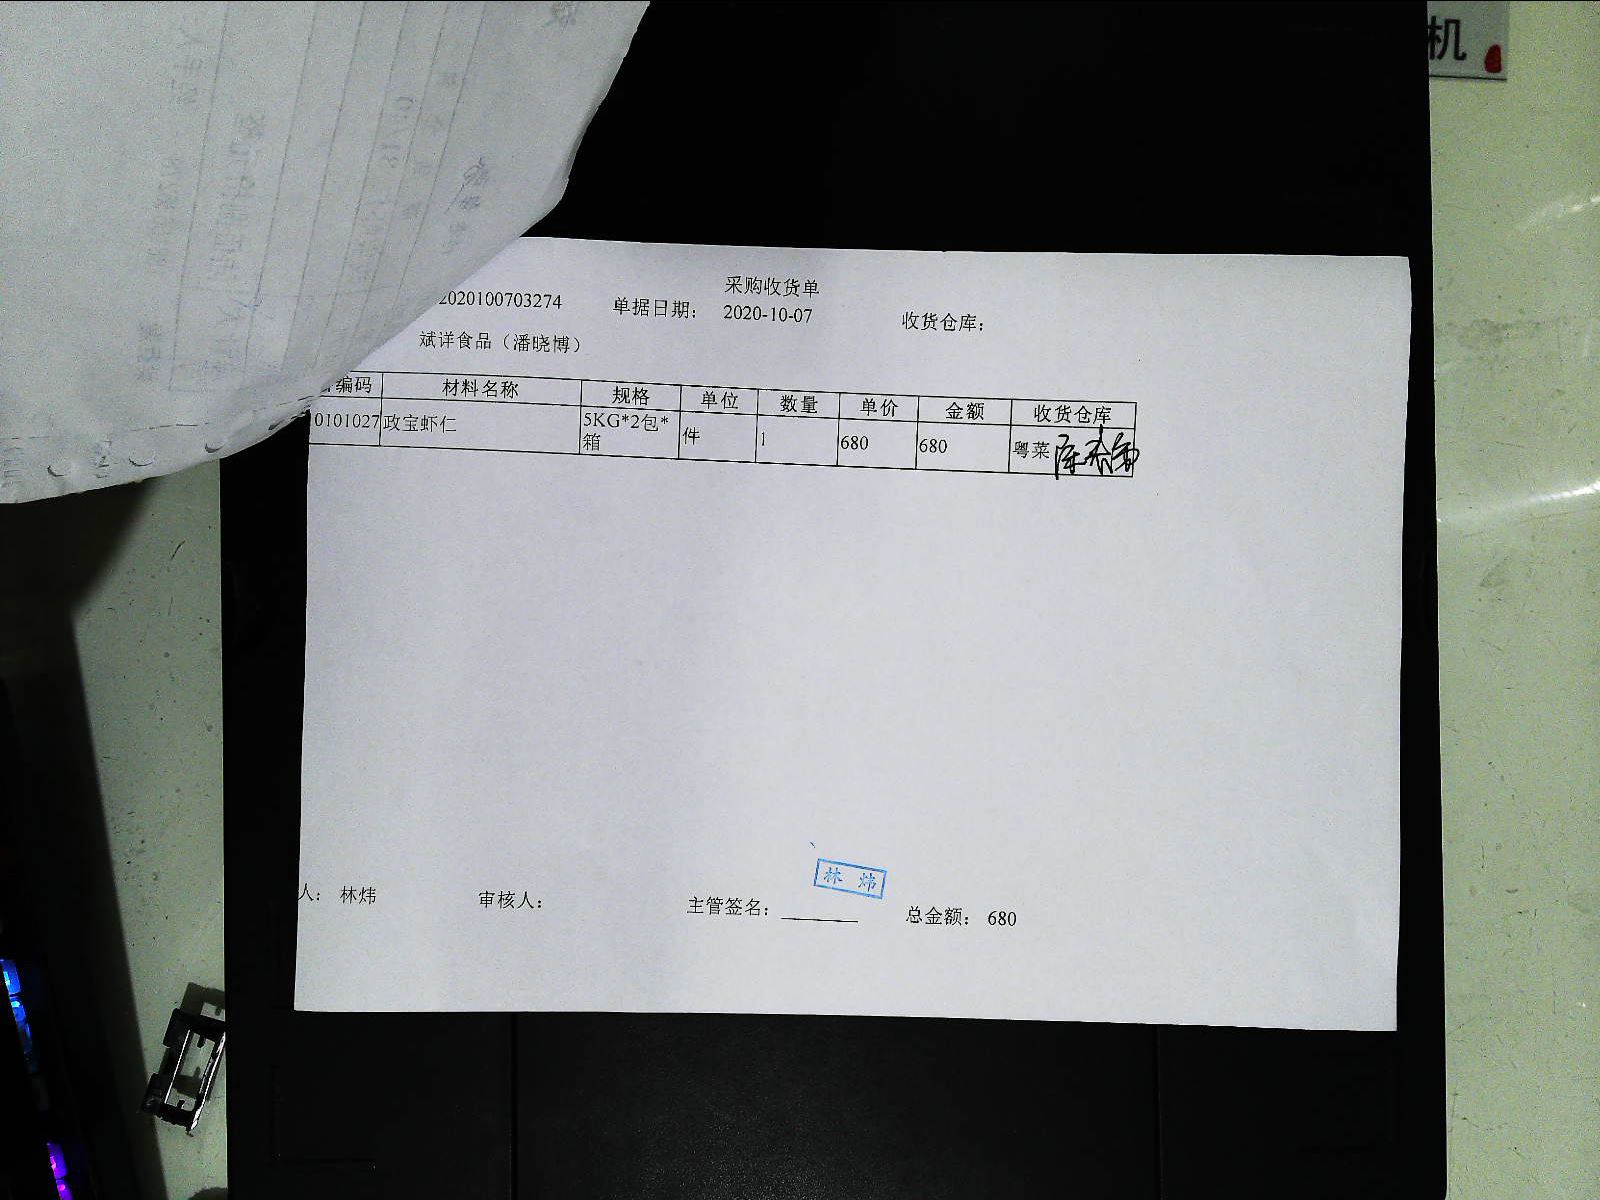 机
采购收货单
2020100703274 单据日期： 2020-10-07 收货仓库：
斌洋食品（潘晓博）
编码 材料名称 规格 单位 数量 单价 金额 收货仓库
0101027 政宝虾仁 5KG*2包*箱 件 1 680 680 粤菜
林 炜
人： 林炜 审核人： 主管签名： 总金额： 680